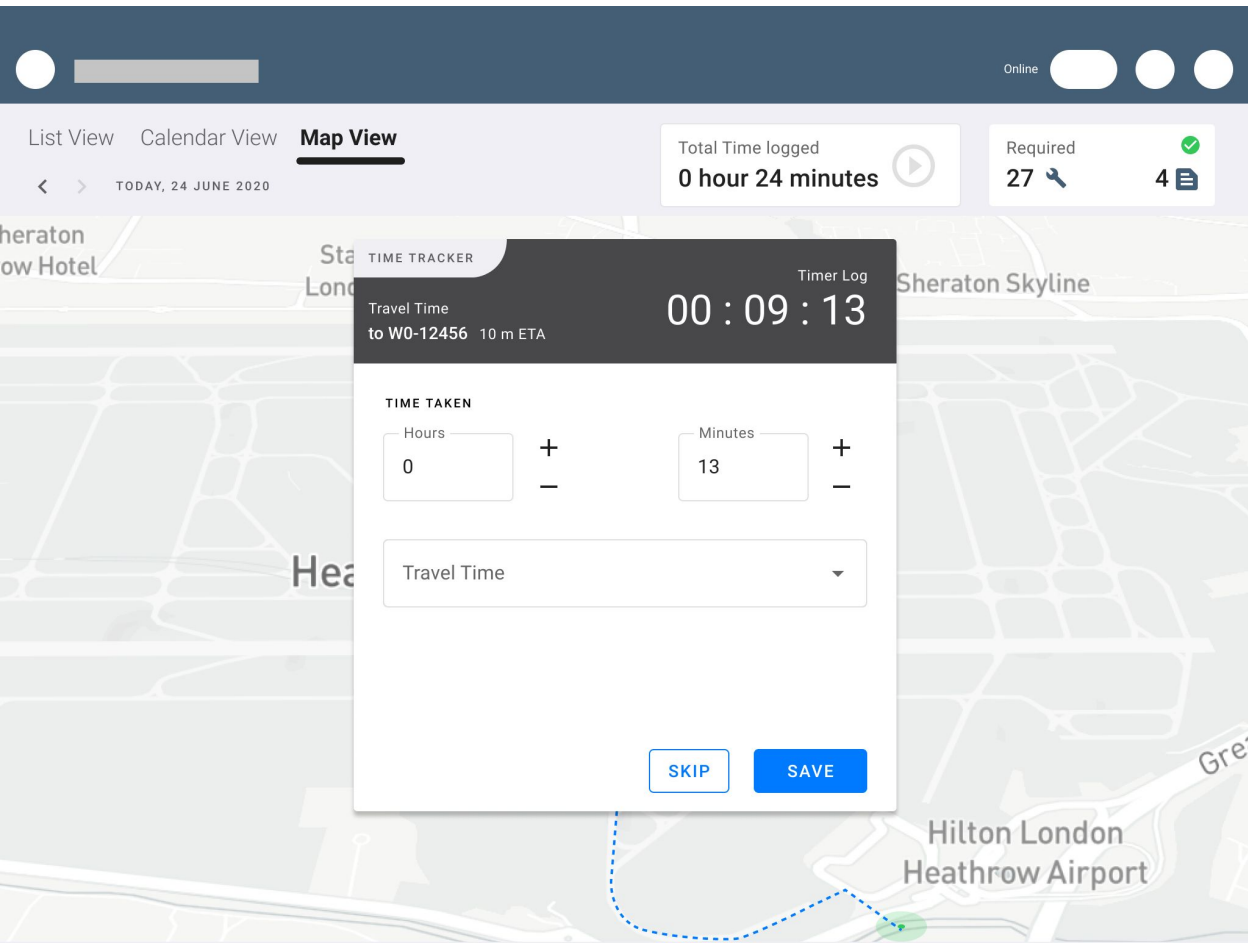 Online
List View Calendar View Map View
TODAY, 24 JUNE 2020
Total Time logged
0 hour 24 minutes
Required
27 4
heraton
ow Hotel
Sta
Lond
Sheraton Skyline
TIME TRACKER
Timer Log
00 : 09 : 13
Travel Time
to W0-12456 10 m ETA
TIME TAKEN
Hours
0
+
−
Minutes
13
+
−
Hea
Travel Time
SKIP SAVE
Gre
Hilton London
Heathrow Airport